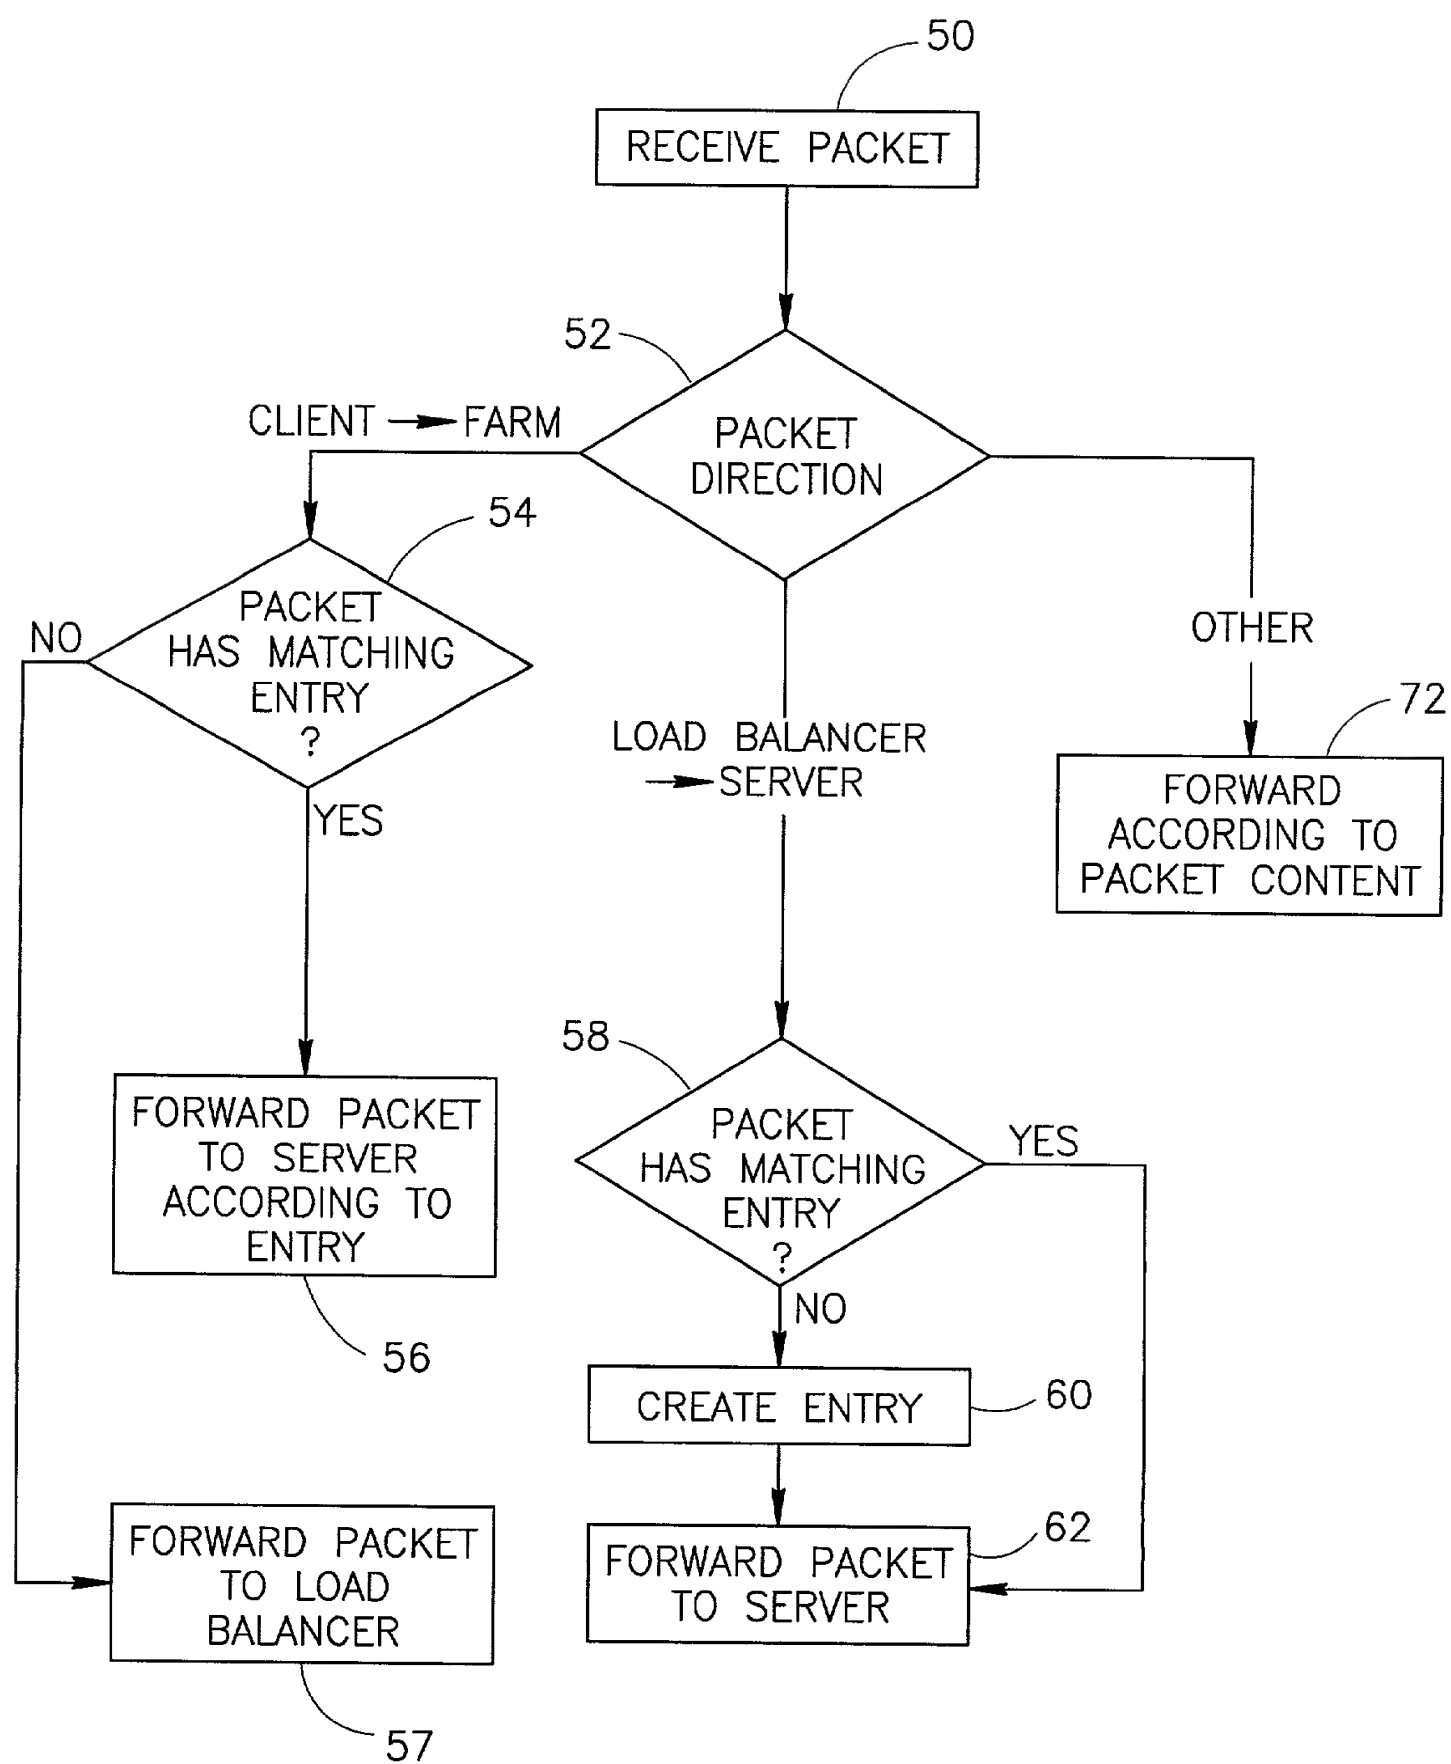 50
RECEIVE PACKET
52
CLIENT → FARM
PACKET
DIRECTION
54
PACKET
HAS MATCHING
ENTRY
?
NO
YES
OTHER
72
LOAD BALANCER
→ SERVER
FORWARD
ACCORDING TO
PACKET CONTENT
58
PACKET
HAS MATCHING
ENTRY
?
YES
NO
FORWARD PACKET
TO SERVER
ACCORDING TO
ENTRY
56
CREATE ENTRY
60
FORWARD PACKET
TO SERVER
62
FORWARD PACKET
TO LOAD
BALANCER
57